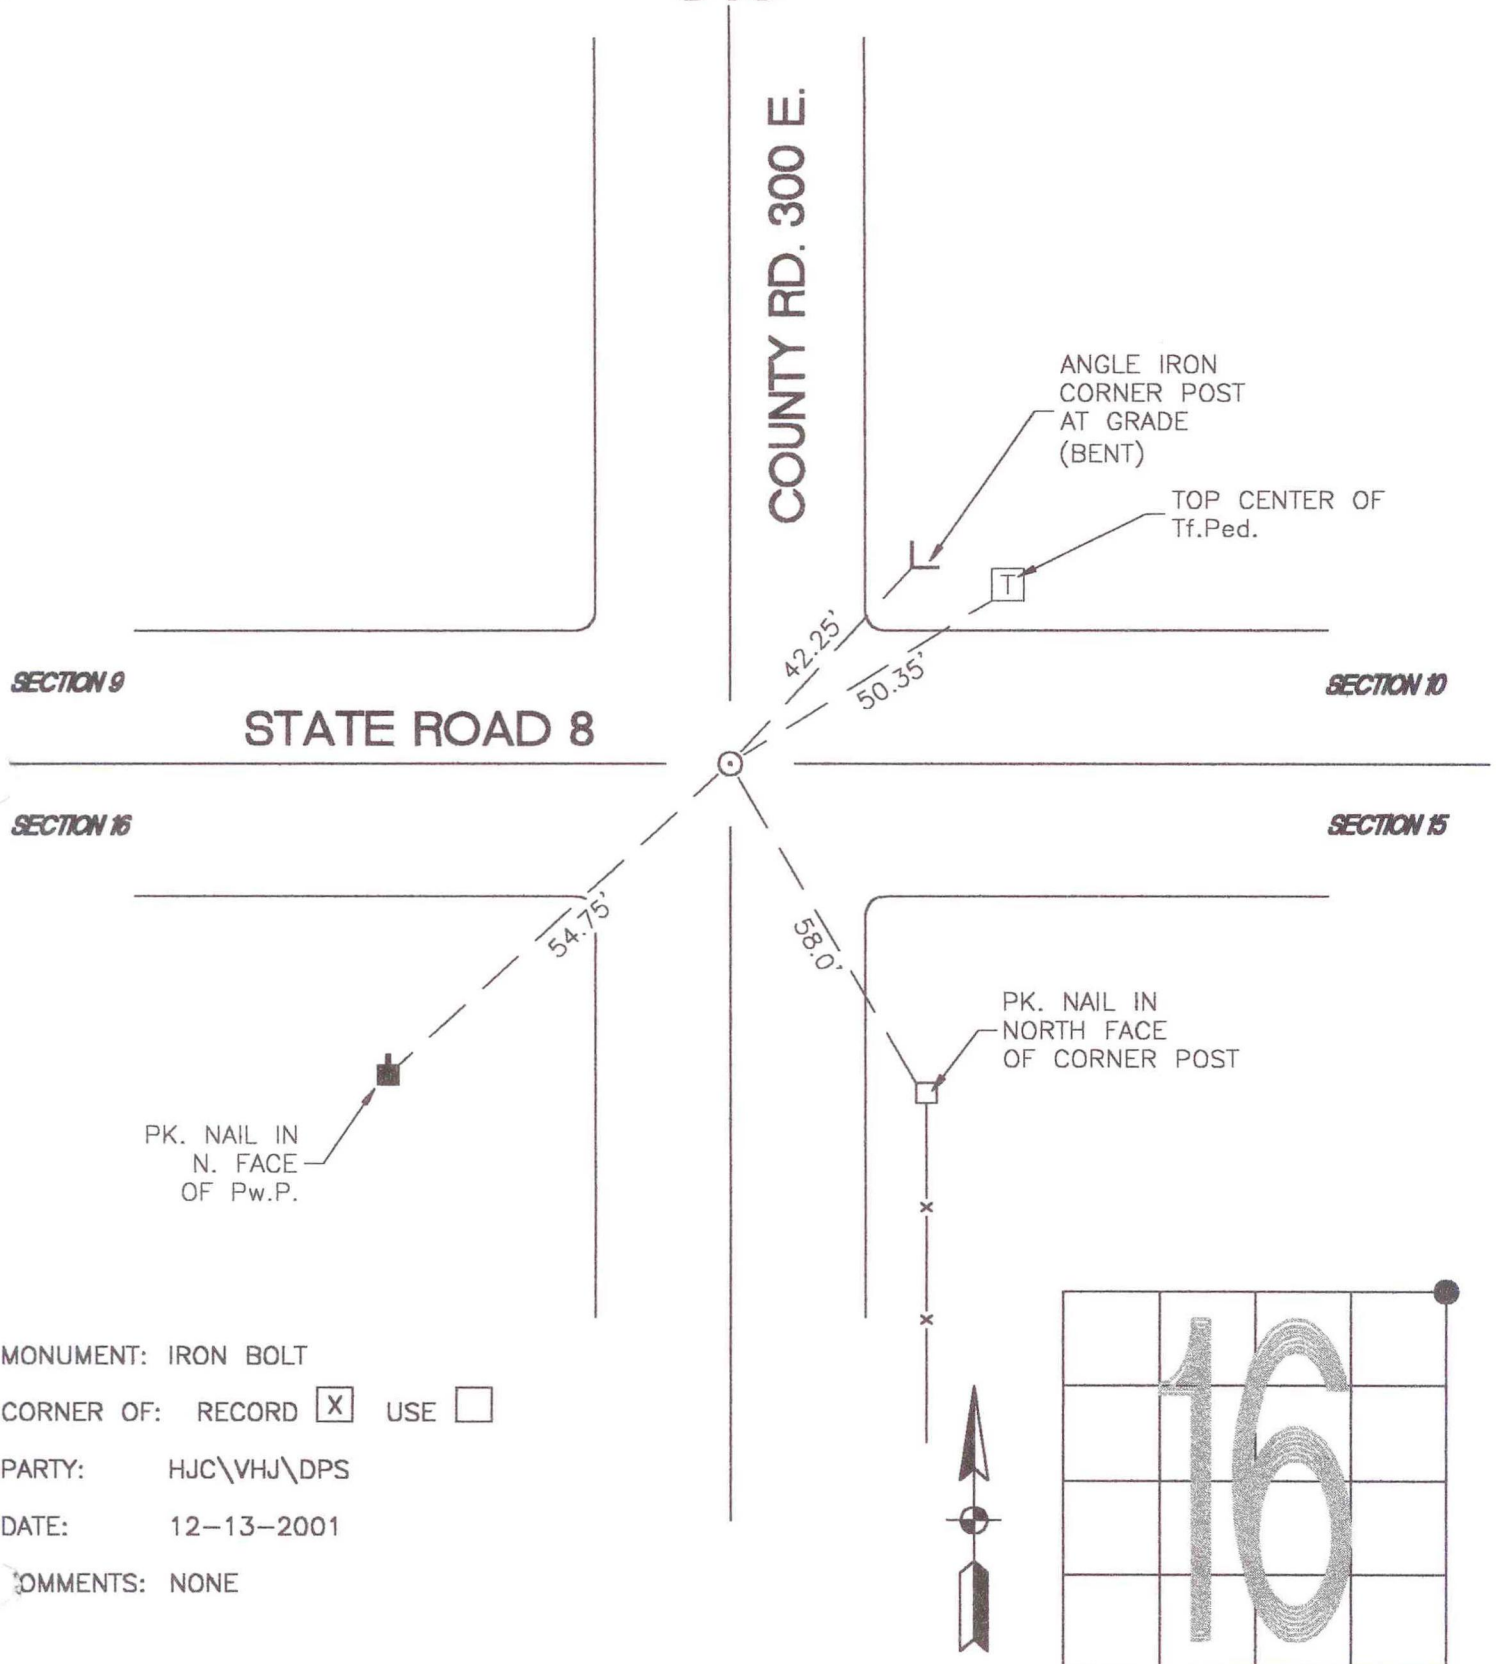 COUNTY RD. 300 E.
ANGLE IRON
CORNER POST
AT GRADE
(BENT)
TOP CENTER OF
Tf.Ped.
T
42.25'
50.35'
SECTION 9
SECTION 10
STATE ROAD 8
SECTION 16
SECTION 15
54.75'
58.0'
PK. NAIL IN
NORTH FACE
OF CORNER POST
PK. NAIL IN
N. FACE
OF Pw.P.
x
x
MONUMENT: IRON BOLT
CORNER OF: RECORD X USE
PARTY: HJC\VHJ\DPS
DATE: 12-13-2001
COMMENTS: NONE
16